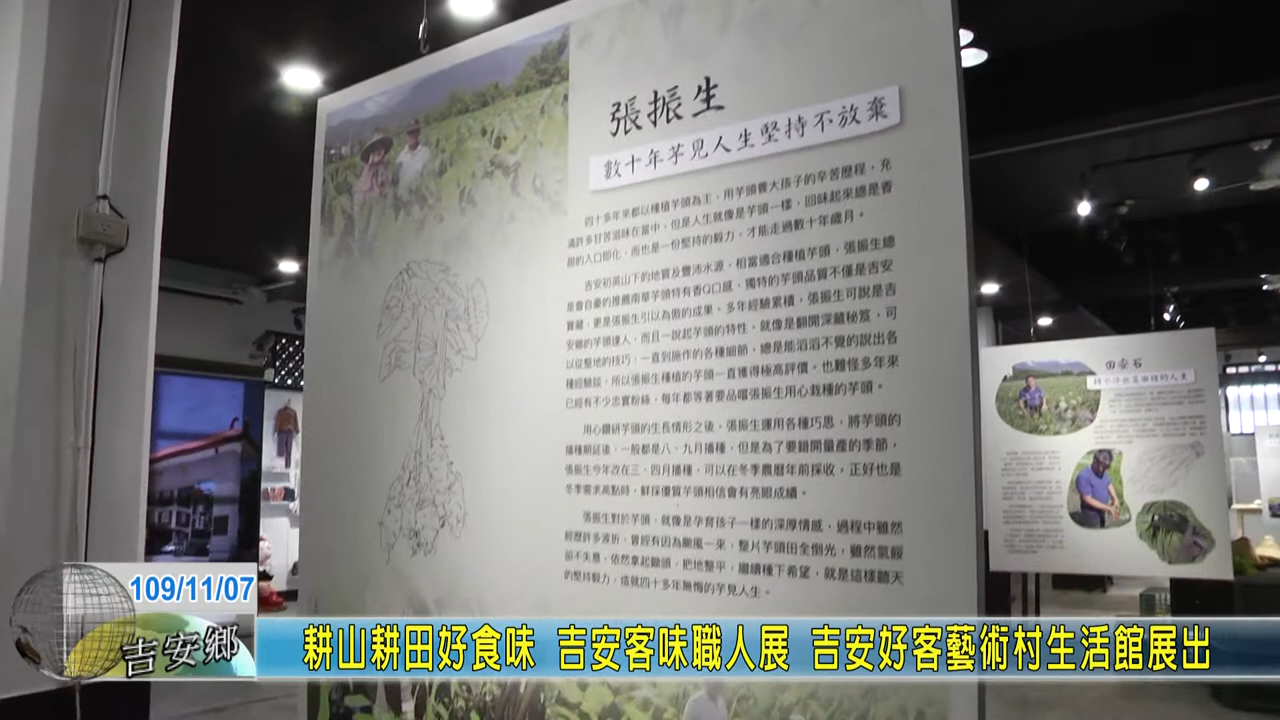 張振生
數十年芋見人生堅持不放棄
四十多年來都以種植芋頭為主，用芋頭養大孩子的辛苦歷程，充
滿許多甘苦滋味在當中，但是人生就像是芋頭一樣，回味起來總是香
甜的入口即化，而也是一份堅持的毅力，才能走過數十年歲月。
吉安初英山下的地質及豐沛水源，相當適合種植芋頭，張振生總
是會自豪的推薦南華芋頭特有香Q口感，獨特的芋頭品質不僅是吉安
寶藏，更是張振生引以為傲的成果。多年經驗累積，張振生可說是吉
安鄉的芋頭達人，而且一說起芋頭的特性，就像是翻開深藏秘笈，可
以從整地的技巧，一直到施作的各種細節，總是能滔滔不覺的說出各
種經驗談，所以張振生種植的芋頭一直獲得極高評價。也難怪多年來
已經有不少忠實粉絲，每年都等著要品嚐張振生用心栽種的芋頭。
用心鑽研芋頭的生長情形之後，張振生運用各種巧思，將芋頭的
播種期延後，一般都是八、九月播種，但是為了要錯開量產的季節，
張振生今年改在三、四月播種，可以在冬季農曆年前採收，正好也是
冬季需求高點時，鮮採優質芋頭相信會有亮眼成績。
張振生對於芋頭，就像是孕育孩子一樣的深厚情感，過程中雖然
經歷許多波折，曾經有因為颱風一來，整片芋頭田全倒光，雖然氣餒
卻不失意，依然拿起鋤頭，把地整平，繼續種下希望，就是這樣聽天
的堅持毅力，造就四十多年無悔的芋見人生。
田安石
109/11/07
吉安鄉
耕山耕田好食味 吉安客味職人展 吉安好客藝術村生活館展出